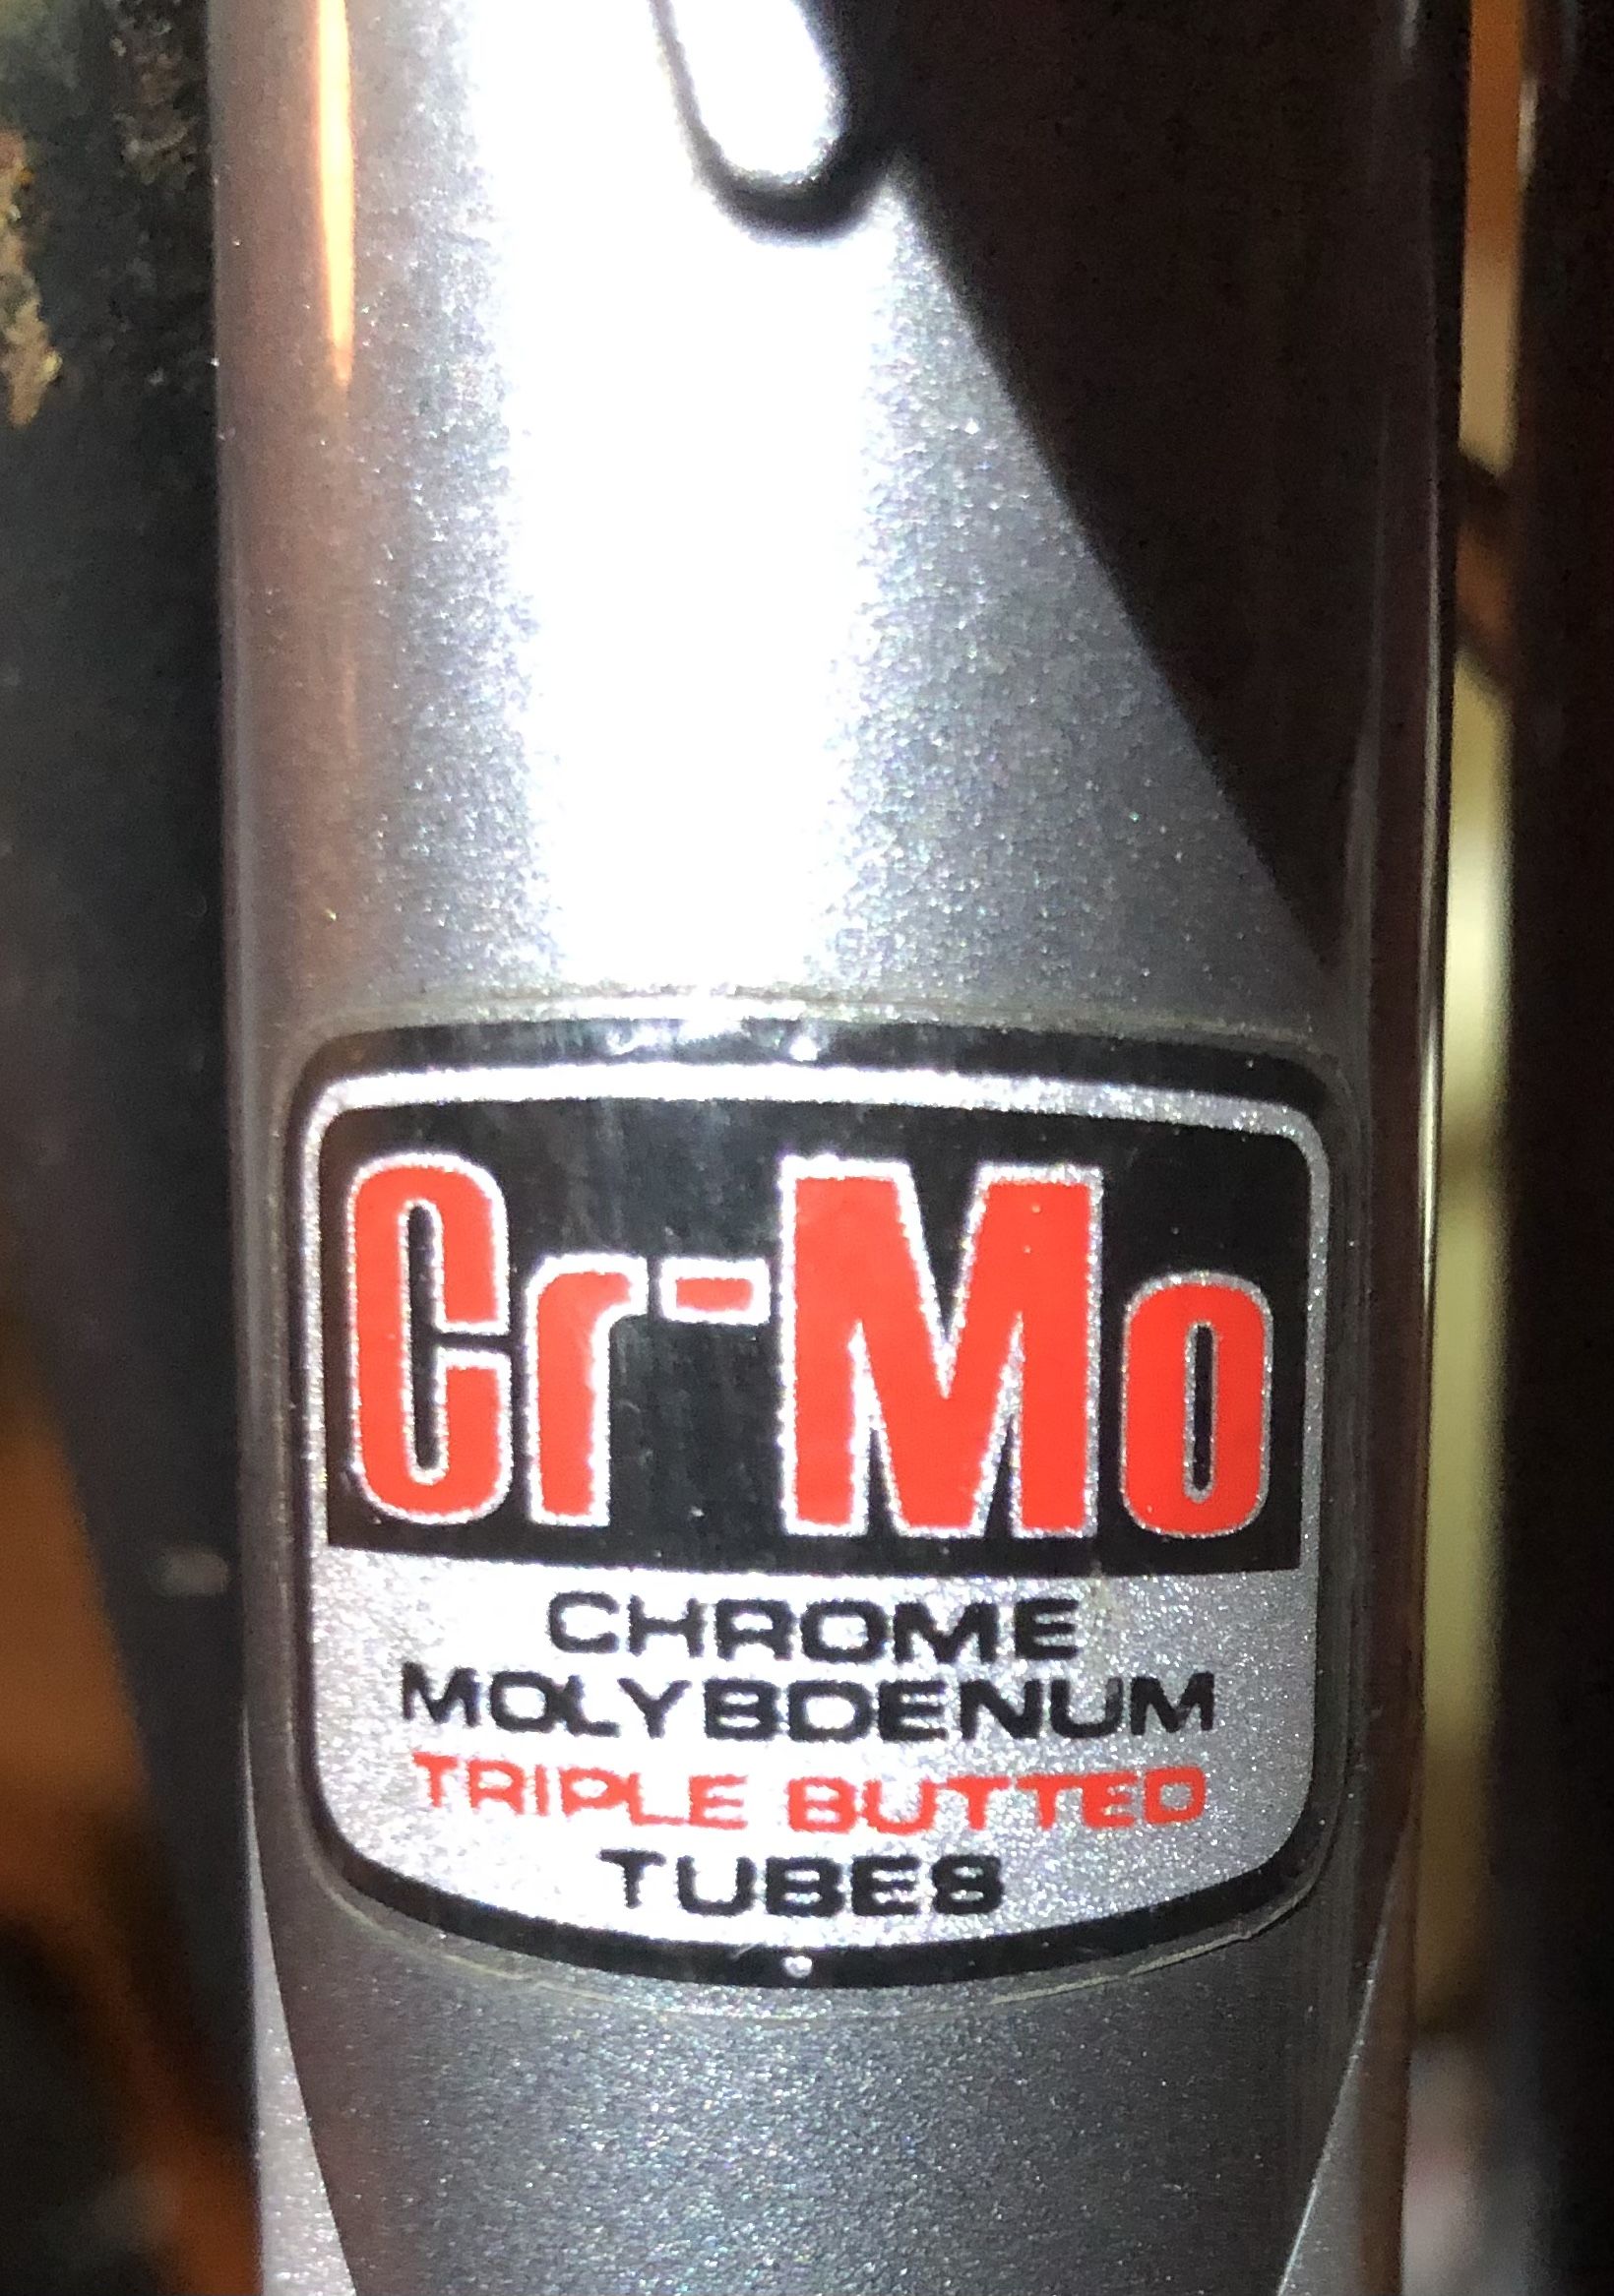 Cr-Mo
CHROME
MOLYBDENUM
TRIPLE BUTTED
TUBES